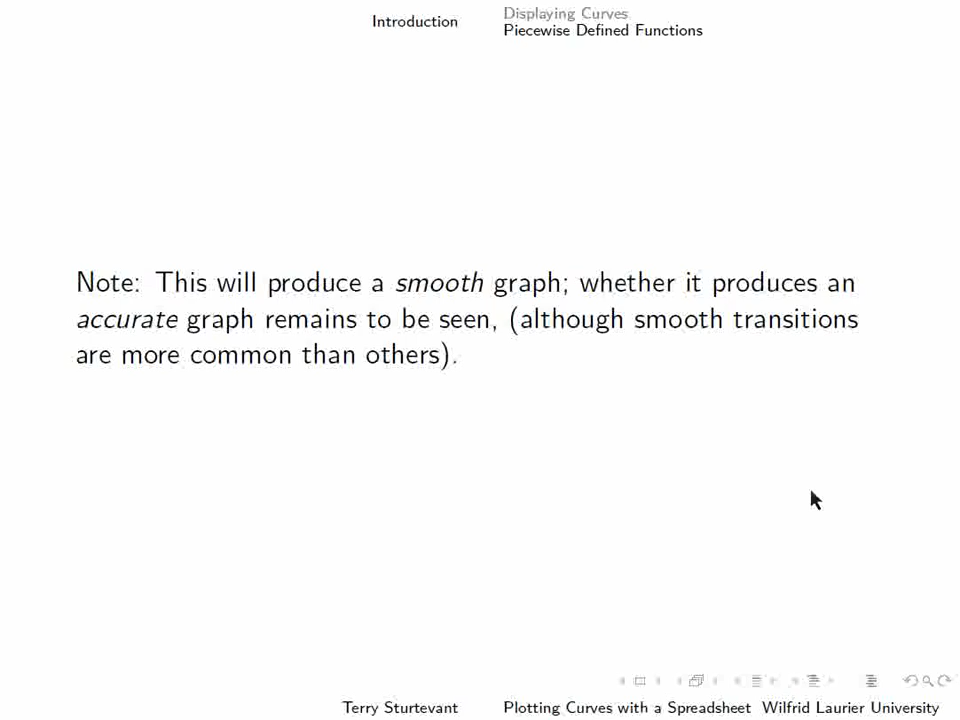 Introduction
Displaying Curves
Piecewise Defined Functions
Note: This will produce a smooth graph; whether it produces an
accurate graph remains to be seen, (although smooth transitions
are more common than others).
Terry Sturtevant
Plotting Curves with a Spreadsheet Wilfrid Laurier University